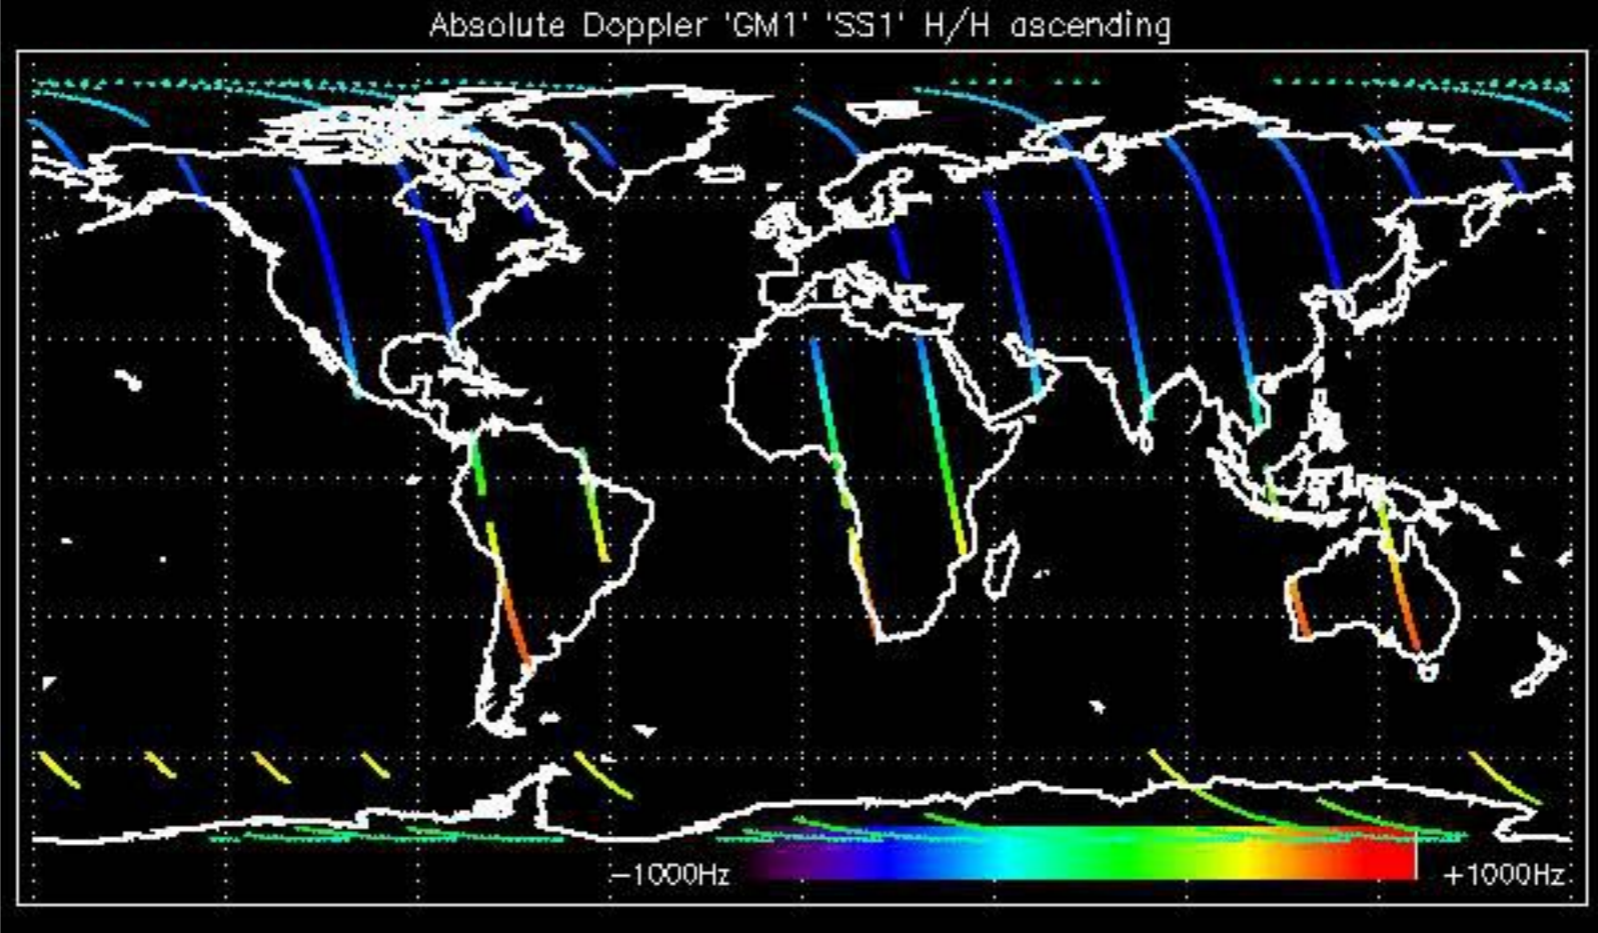 Absolute Doppler 'GM1' 'SS1' H/H ascending
-1000Hz
+1000Hz